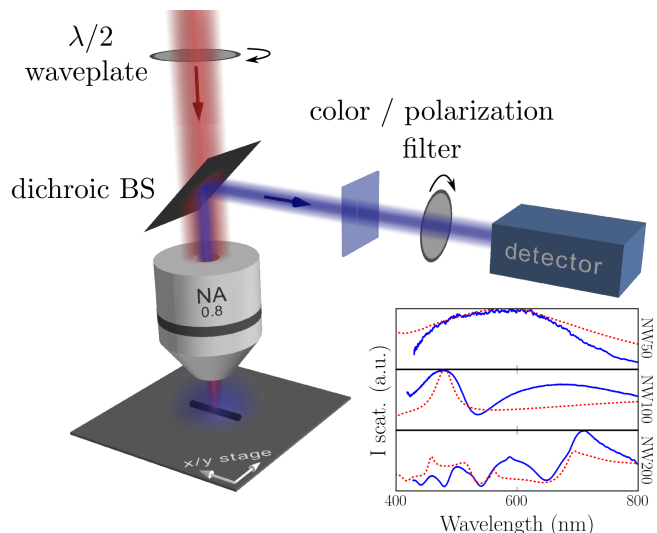 λ/2
waveplate
color / polarization
filter
dichroic BS
detector
NA
0.8
x/y stage
I scat. (a.u.)
NW50
NW100
NW200
400
600
800
Wavelength (nm)